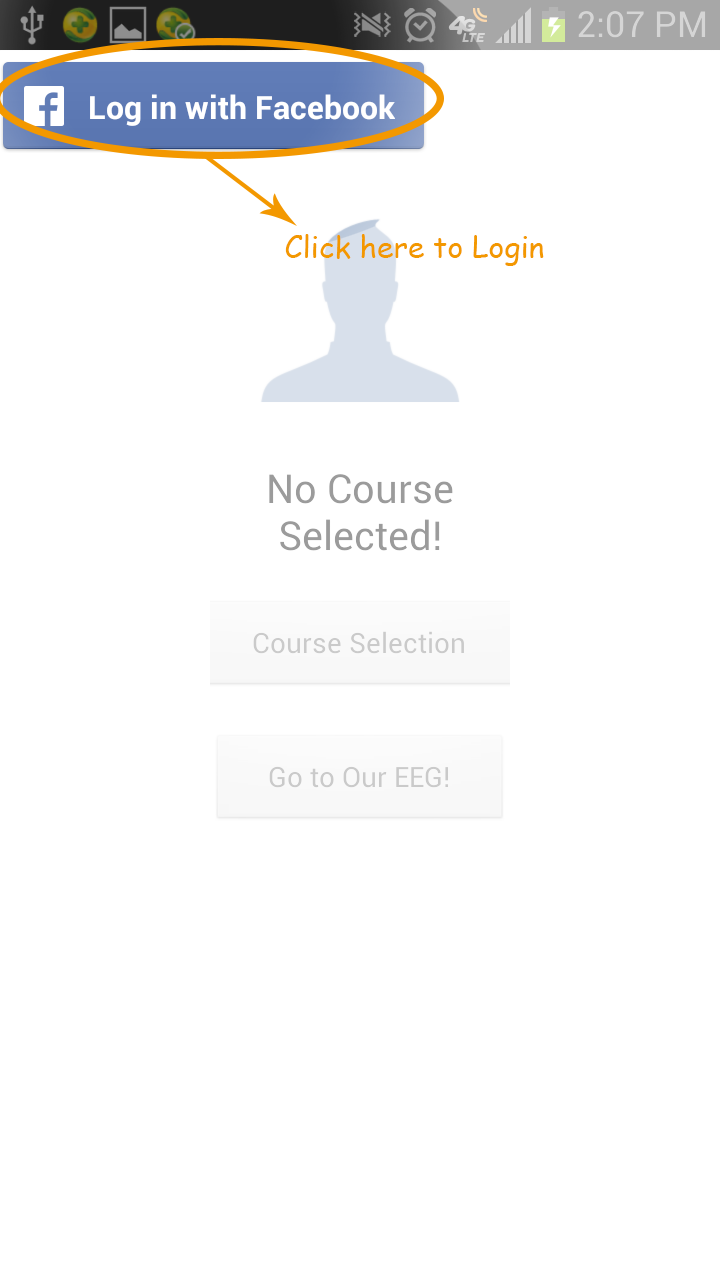 4G LTE 2:07 PM
f Log in with Facebook
Click here to Login
No Course
Selected!
Course Selection
Go to Our EEG!